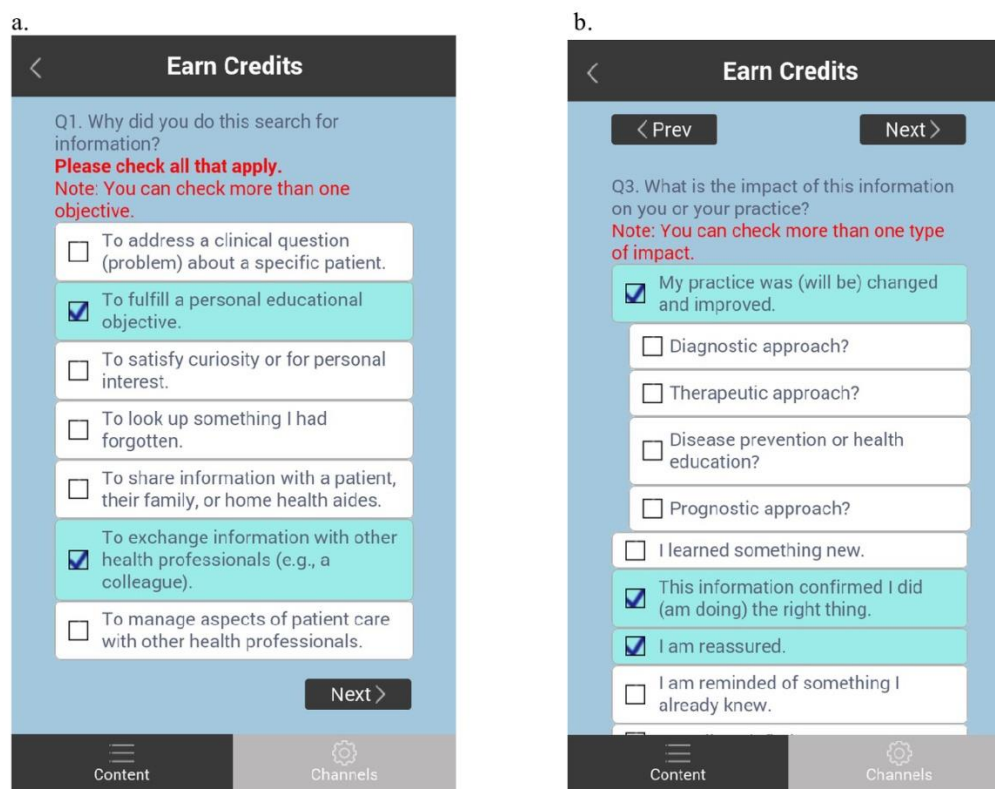 a.
Earn Credits
Q1. Why did you do this search for
information?
Please check all that apply.
Note: You can check more than one
objective.
To address a clinical question
(problem) about a specific patient.
To fulfill a personal educational
objective.
To satisfy curiosity or for personal
interest.
To look up something I had
forgotten.
To share information with a patient,
their family, or home health aides.
To exchange information with other
health professionals (e.g., a
colleague).
To manage aspects of patient care
with other health professionals.
Next
Content
Channels
b.
Earn Credits
Prev
Next
Q3. What is the impact of this information
on you or your practice?
Note: You can check more than one type
of impact.
My practice was (will be) changed
and improved.
Diagnostic approach?
Therapeutic approach?
Disease prevention or health
education?
Prognostic approach?
I learned something new.
This information confirmed I did
(am doing) the right thing.
I am reassured.
I am reminded of something I
already knew.
Content
Channels